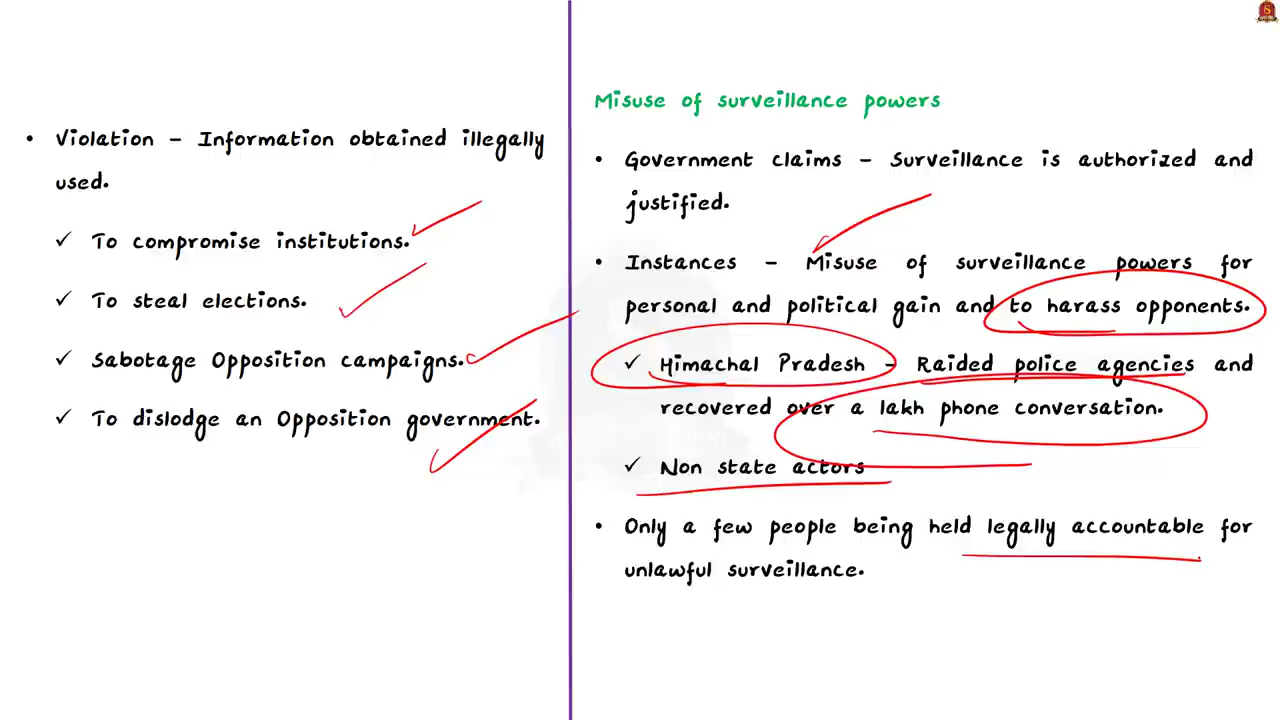 • Violation – Information obtained illegally
used.
✓ To compromise institutions.
✓ To steal elections.
✓ Sabotage Opposition campaigns.
✓ To dislodge an Opposition government.
Misuse of surveillance powers
• Government claims – Surveillance is authorized and
justified.
• Instances – Misuse of surveillance powers for
personal and political gain and to harass opponents.
✓ Himachal Pradesh – Raided police agencies and
recovered over a lakh phone conversation.
✓ Non state actors
• Only a few people being held legally accountable for
unlawful surveillance.